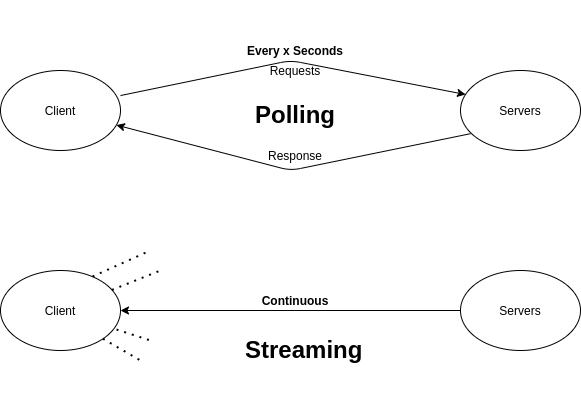 Every x Seconds
Requests
Client
Polling
Servers
Response
Continuous
Client
Servers
Streaming